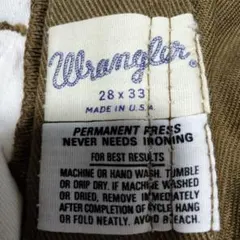 Wrangler
28 x 33
MADE IN U.S.A.
PERMANENT PRESS
NEVER NEEDS IRONING
FOR BEST RESULTS
MACHINE OR HAND WASH. TUMBLE
OR DRIP DRY. IF MACHINE WASHED
OR DRIED, REMOVE IMMEDIATELY
AFTER COMPLETION OF CYCLE. HANG
OR FOLD NEATLY. AVOID BLEACH.